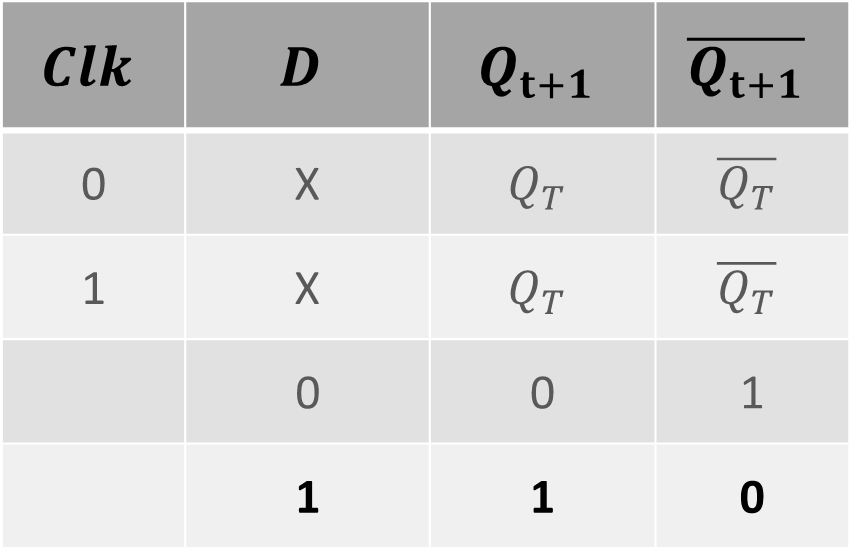 Clk D Q_{t+1} \overline{Q_{t+1}}
0 X Q_T \overline{Q_T}
1 X Q_T \overline{Q_T}
0 0 1
1 1 0